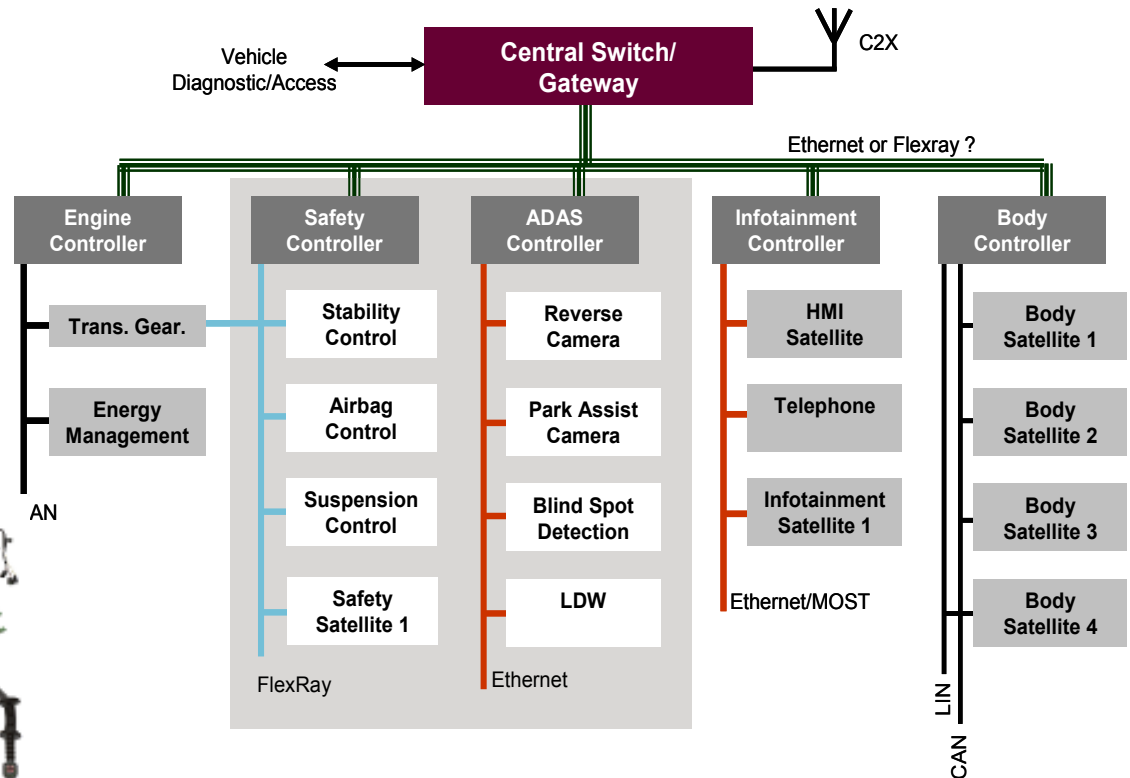 Vehicle
Diagnostic/Access
Central Switch/
Gateway
C2X
Ethernet or Flexray ?
Engine
Controller
Safety
Controller
ADAS
Controller
Infotainment
Controller
Body
Controller
Trans. Gear.
Energy
Management
AN
Stability
Control
Airbag
Control
Suspension
Control
Safety
Satellite 1
FlexRay
Reverse
Camera
Park Assist
Camera
Blind Spot
Detection
LDW
Ethernet
HMI
Satellite
Telephone
Infotainment
Satellite 1
Ethernet/MOST
Body
Satellite 1
Body
Satellite 2
Body
Satellite 3
Body
Satellite 4
LIN
CAN